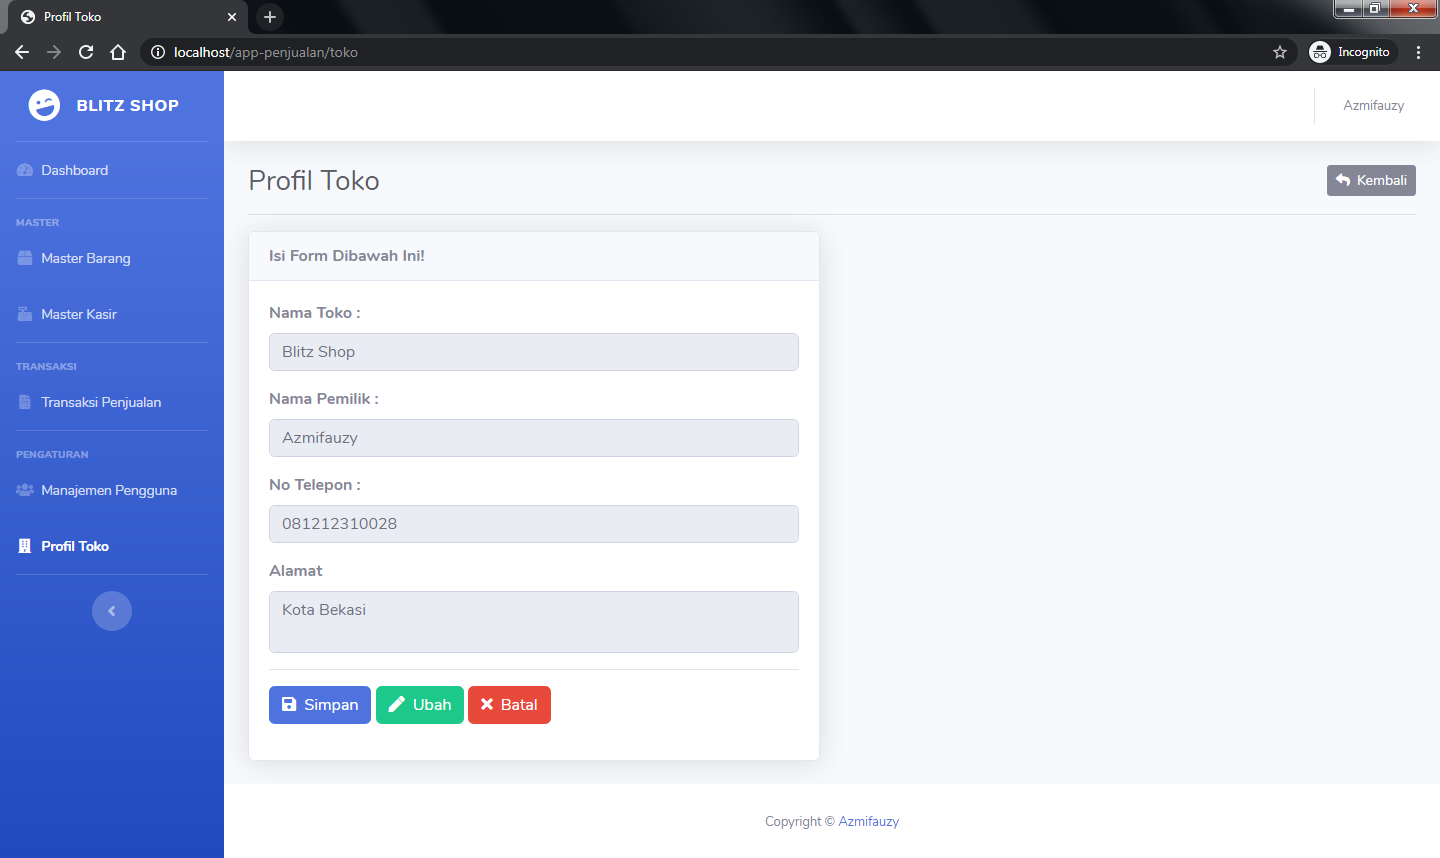 Profil Toko
localhost/app-penjualan/toko
Incognito
BLITZ SHOP
Azmifauzy
Dashboard
MASTER
Master Barang
Master Kasir
TRANSAKSI
Transaksi Penjualan
PENGATURAN
Manajemen Pengguna
Profil Toko
Profil Toko
Kembali
Isi Form Dibawah Ini!
Nama Toko :
Blitz Shop
Nama Pemilik :
Azmifauzy
No Telepon :
081212310028
Alamat
Kota Bekasi
Simpan
Ubah
Batal
Copyright © Azmifauzy